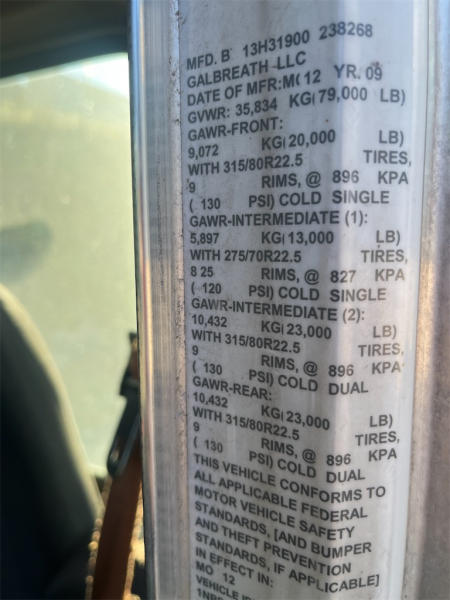 MFD. B 13H31900 238268
GALBREATH LLC
DATE OF MFR:M( 12 YR. 09
GVWR: 35,834 KG( 79,000 LB)
GAWR-FRONT:
9,072 KG( 20,000 LB)
WITH 315/80R22.5 TIRES,
9 RIMS, @ 896 KPA
( 130 PSI) COLD SINGLE
GAWR-INTERMEDIATE (1):
5,897 KG( 13,000 LB)
WITH 275/70R22.5 TIRES,
8 25 RIMS, @ 827 KPA
( 120 PSI) COLD SINGLE
GAWR-INTERMEDIATE (2):
10,432 KG( 23,000 LB)
WITH 315/80R22.5 TIRES,
9 RIMS, @ 896 KPA
( 130 PSI) COLD DUAL
GAWR-REAR:
10,432 KG( 23,000 LB)
WITH 315/80R22.5 TIRES,
9 RIMS, @ 896 KPA
( 130 PSI) COLD DUAL
THIS VEHICLE CONFORMS TO
ALL APPLICABLE FEDERAL
MOTOR VEHICLE SAFETY
STANDARDS, [AND BUMPER
AND THEFT PREVENTION
STANDARDS, IF APPLICABLE]
IN EFFECT IN:
MO 12
VEHICLE